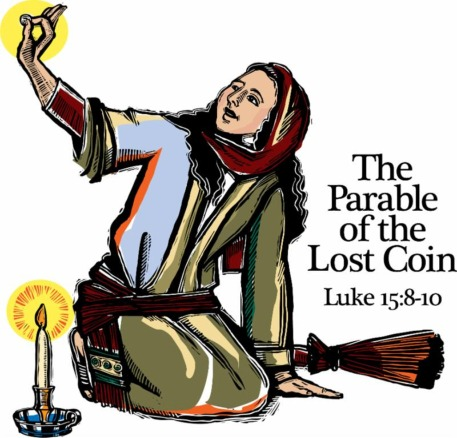 The
Parable
of the
Lost Coin
Luke 15:8-10